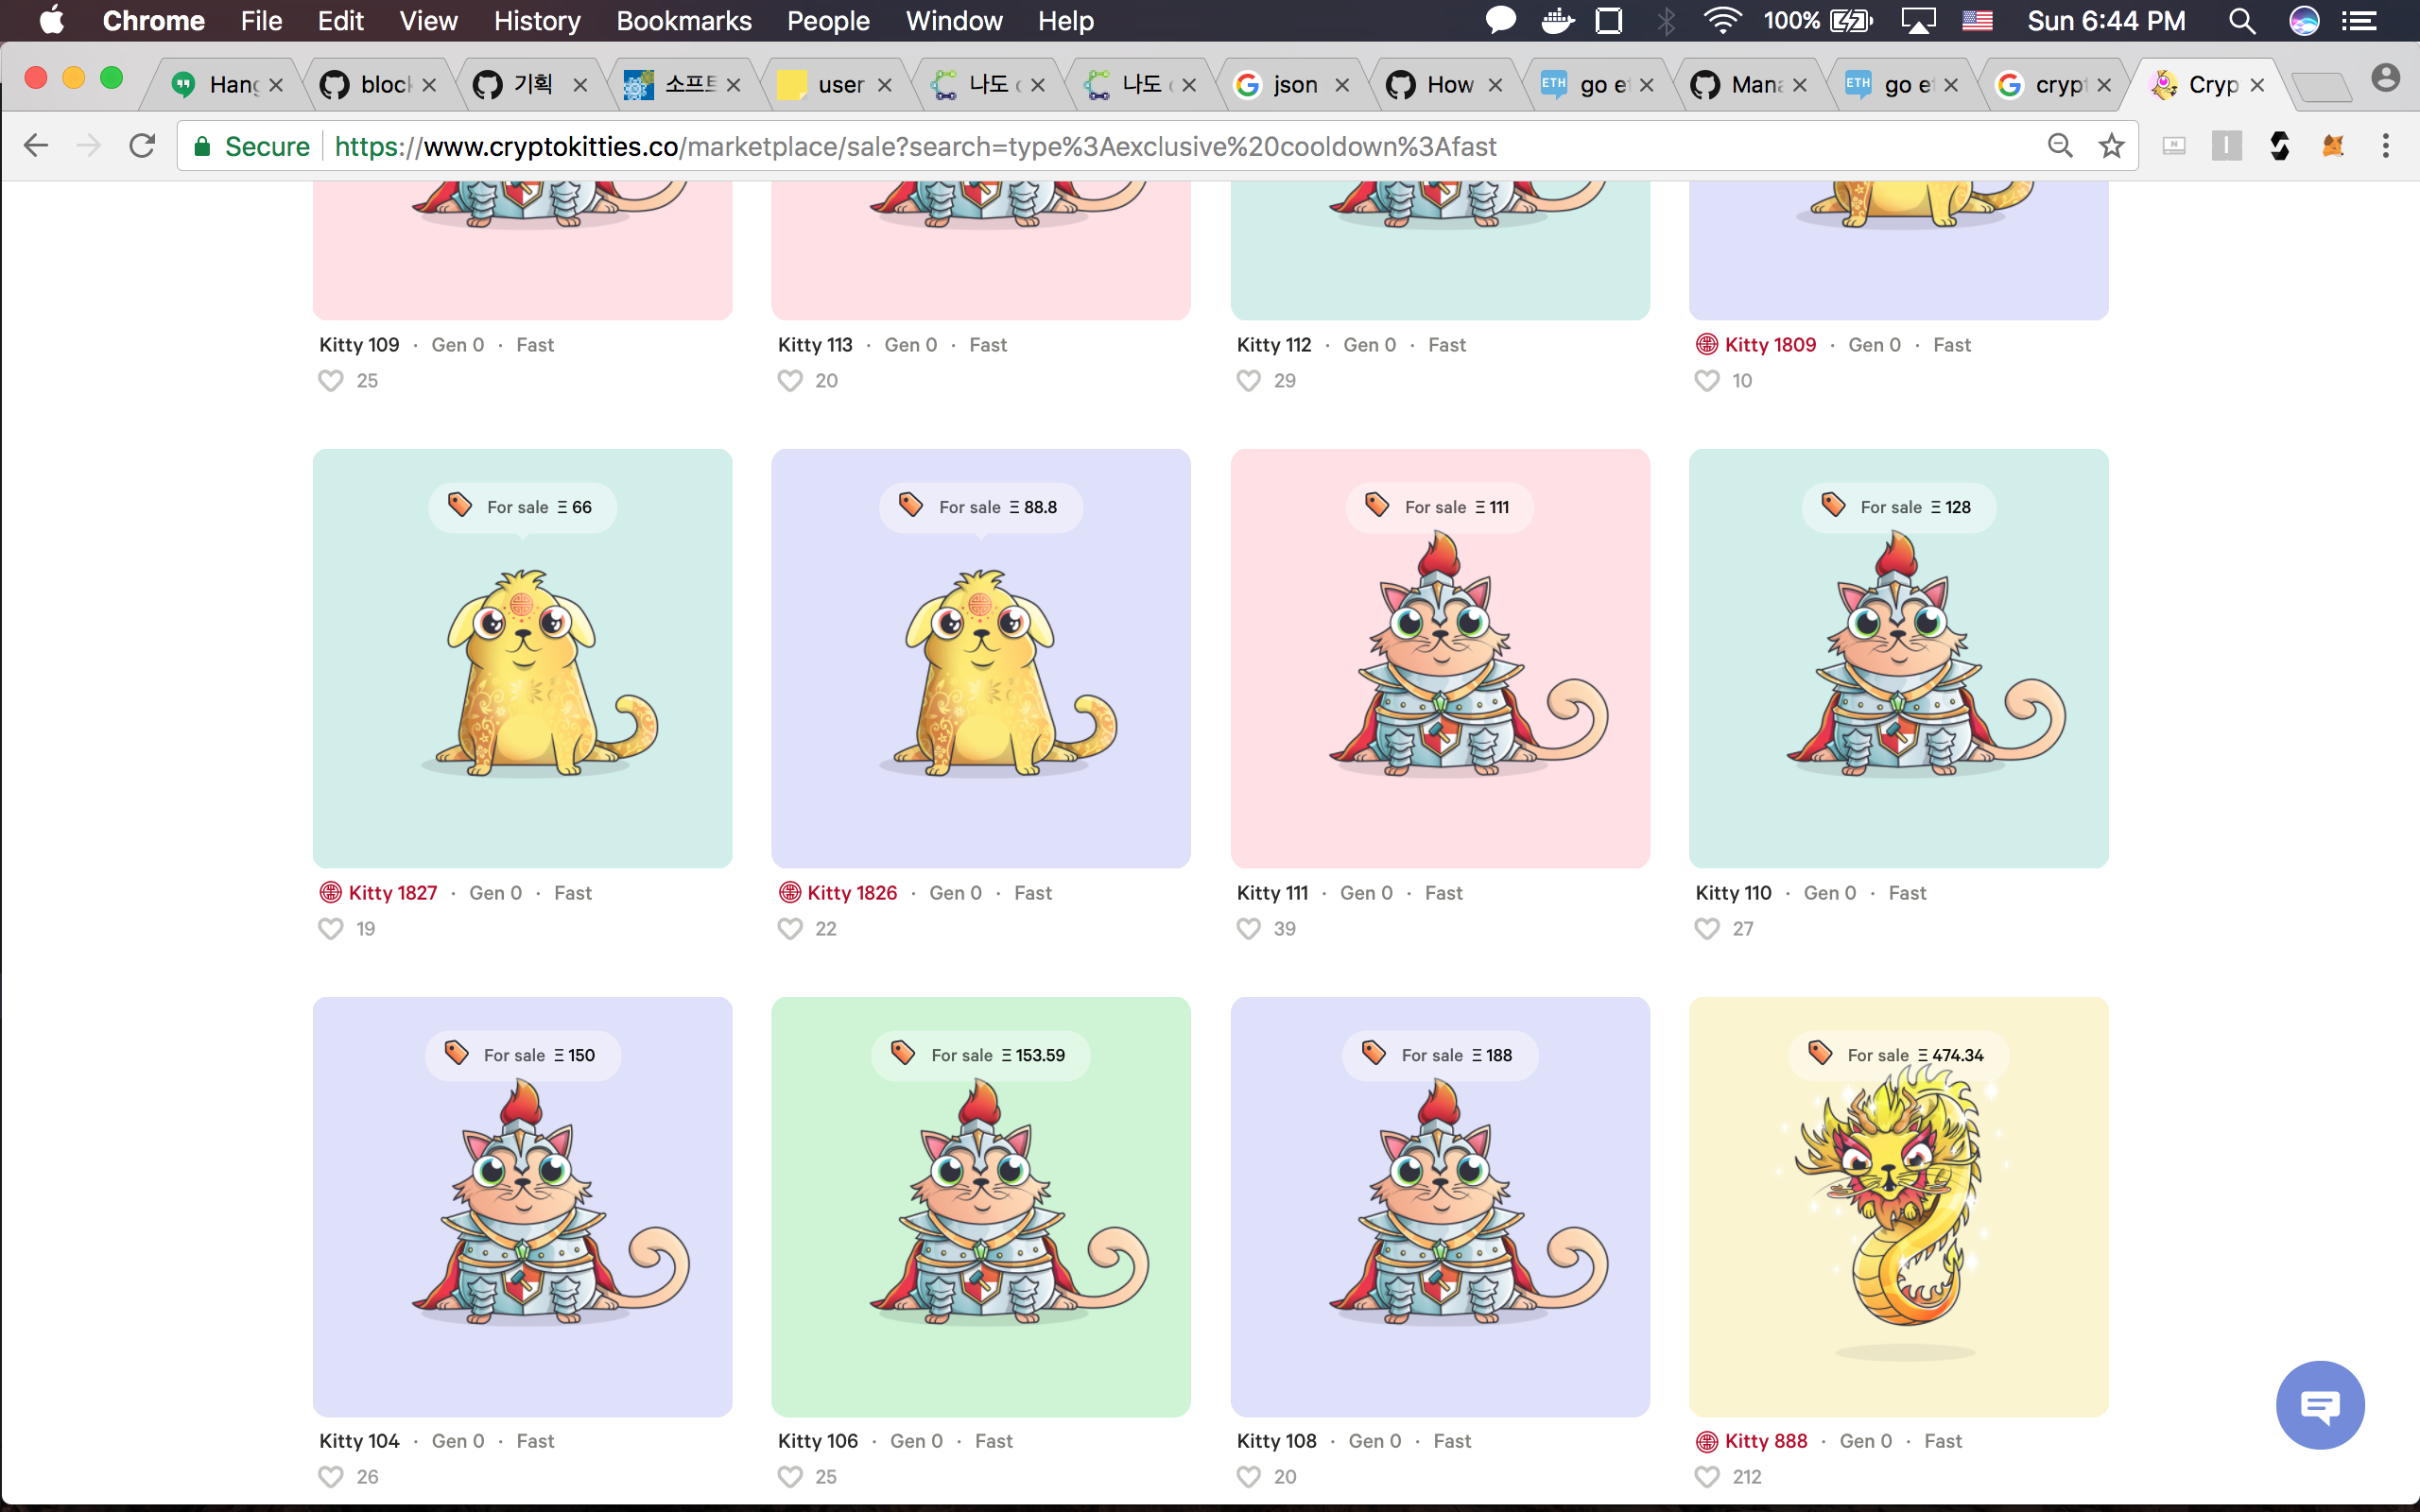 Chrome File Edit View History Bookmarks People Window Help 100% Sun 6:44 PM
Hang block 기획 소프트 user 나도 나도 json How go et Mana go et crypt Cryp
Secure https://www.cryptokitties.co/marketplace/sale?search=type%3Aexclusive%20cooldown%3Afast
Kitty 109 · Gen 0 · Fast
25
Kitty 113 · Gen 0 · Fast
20
Kitty 112 · Gen 0 · Fast
29
Kitty 1809 · Gen 0 · Fast
10
For sale Ξ 66
Kitty 1827 · Gen 0 · Fast
19
For sale Ξ 88.8
Kitty 1826 · Gen 0 · Fast
22
For sale Ξ 111
Kitty 111 · Gen 0 · Fast
39
For sale Ξ 128
Kitty 110 · Gen 0 · Fast
27
For sale Ξ 150
Kitty 104 · Gen 0 · Fast
26
For sale Ξ 153.59
Kitty 106 · Gen 0 · Fast
25
For sale Ξ 188
Kitty 108 · Gen 0 · Fast
20
For sale Ξ 474.34
Kitty 888 · Gen 0 · Fast
212